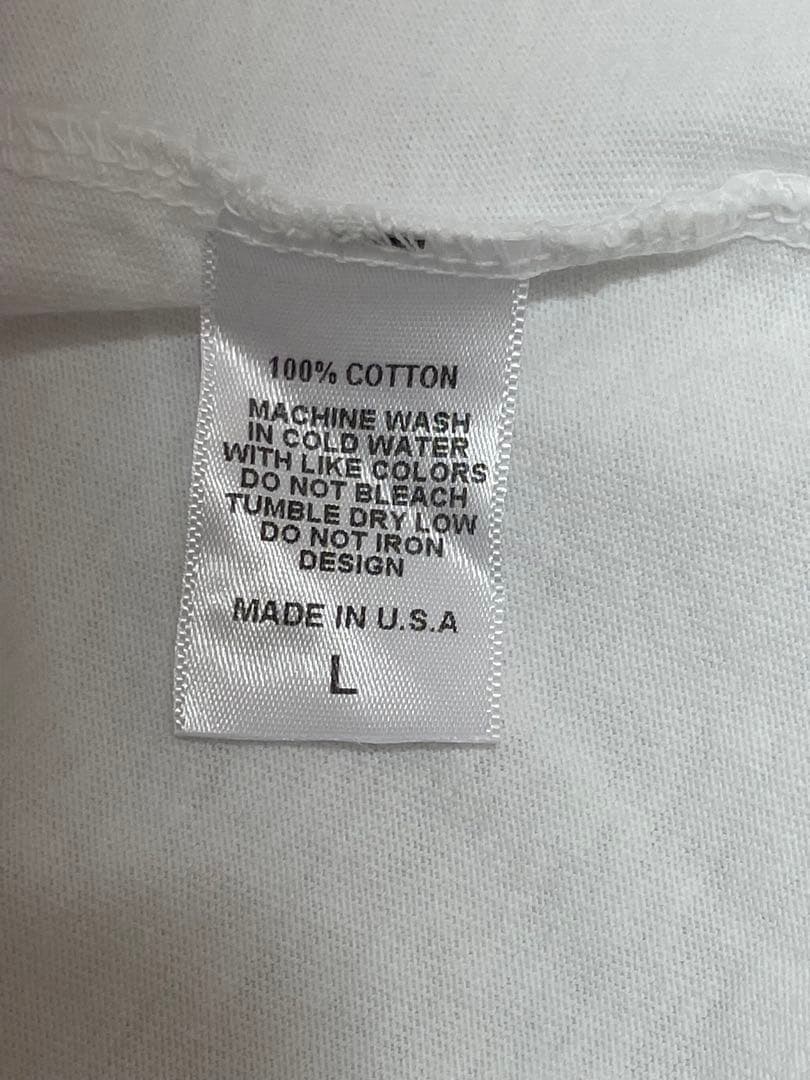 100% COTTON
MACHINE WASH
IN COLD WATER
WITH LIKE COLORS
DO NOT BLEACH
TUMBLE DRY LOW
DO NOT IRON
DESIGN
MADE IN U.S.A
L